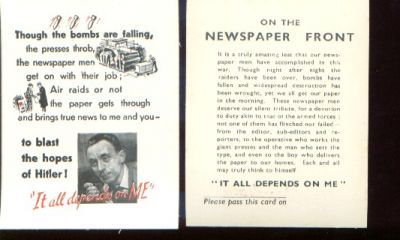 Though the bombs are falling,
the presses throb,
the newspaper men
get on with their job;
Air raids or not
the paper gets through
and brings true news to me and you—
to blast
the hopes
of Hitler!
"It all depends on ME"
ON THE
NEWSPAPER FRONT
It is a truly amazing feat that our news-
paper men have accomplished in this
war. Though night after night the
raiders have been over, bombs have
fallen and widespread destruction has
been wrought, yet we all get our paper
in the morning. These newspaper men
deserve our silent tribute, for a devotion
to duty akin to that of the armed forces;
not one of them has flinched nor failed—
from the editor, sub-editors and re-
porters, to the operative who works the
giant presses and the man who sets the
type, and even to the boy who delivers
the paper to our homes. Each and all
may truly think to himself
"IT ALL DEPENDS ON ME"
Please pass this card on